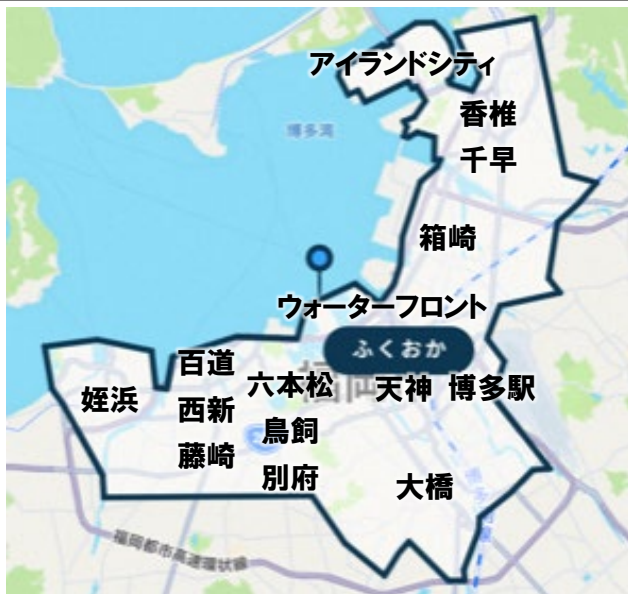 アイランドシティ
香椎
千早
博多湾
箱崎
ウォーターフロント
ふくおか
福岡
天神
博多駅
百道
西新
藤崎
六本松
鳥飼
別府
姪浜
大橋
福岡都市高速環状線